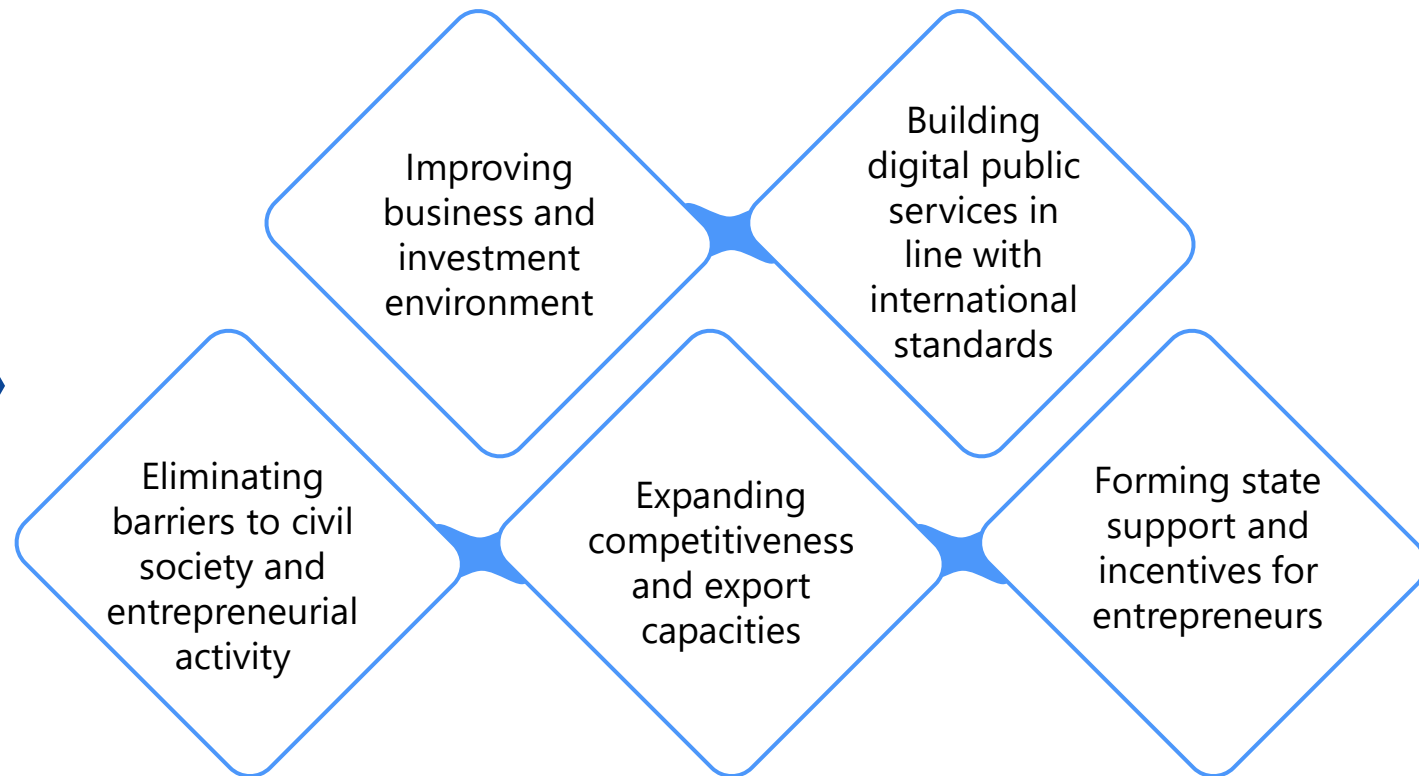 Improving
business and
investment
environment
Building
digital public
services in
line with
international
standards
Eliminating
barriers to civil
society and
entrepreneurial
activity
Expanding
competitiveness
and export
capacities
Forming state
support and
incentives for
entrepreneurs